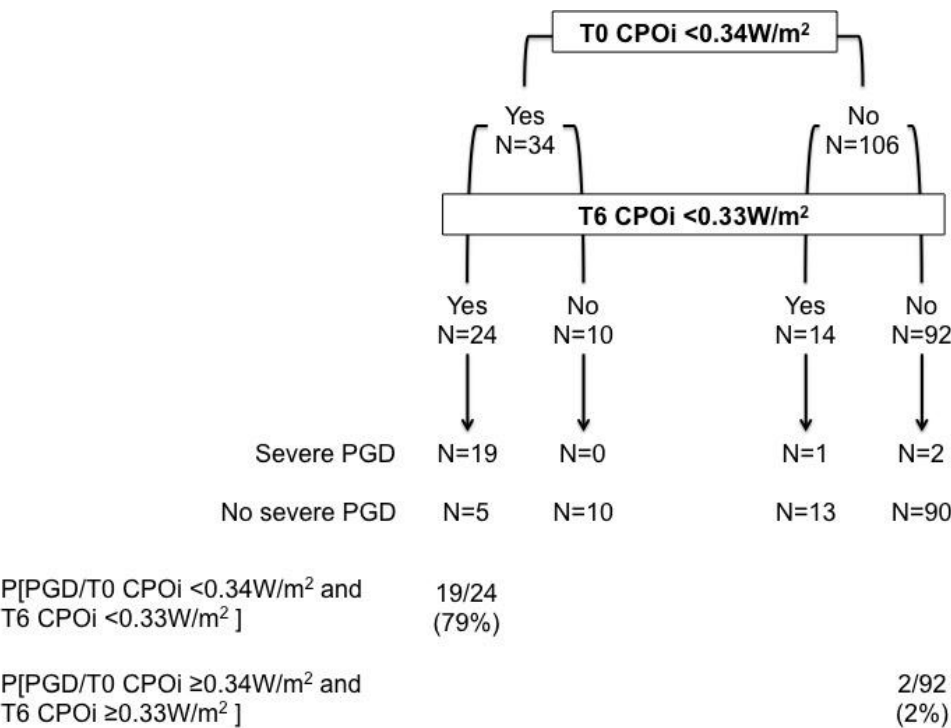 T0 CPOi <0.34W/m²
Yes No
N=34 N=106
T6 CPOi <0.33W/m²
Yes No Yes No
N=24 N=10 N=14 N=92
Severe PGD N=19 N=0 N=1 N=2
No severe PGD N=5 N=10 N=13 N=90
P[PGD/T0 CPOi <0.34W/m² and 19/24
T6 CPOi <0.33W/m² ] (79%)
P[PGD/T0 CPOi ≥0.34W/m² and 2/92
T6 CPOi ≥0.33W/m² ] (2%)